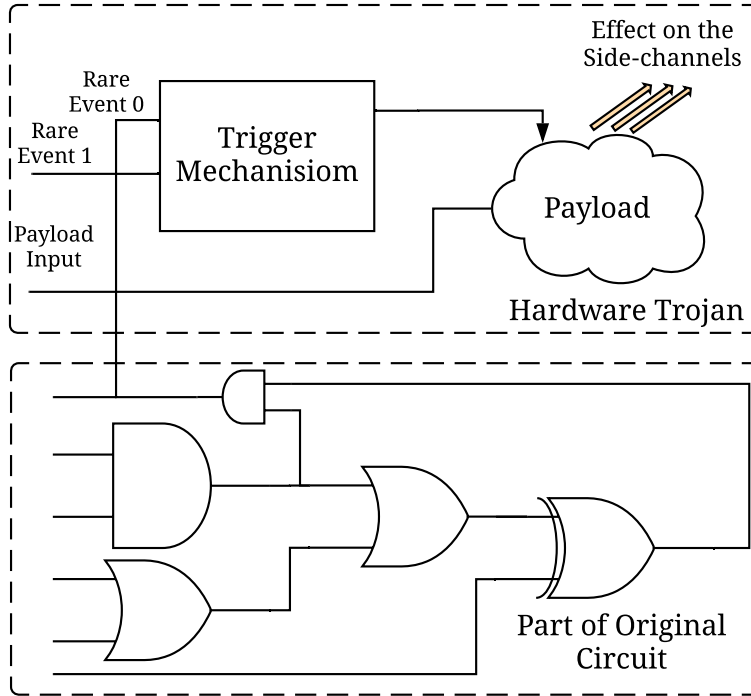 Effect on the
Side-channels
Rare
Event 0
Rare
Event 1
Trigger
Mechanisiom
Payload
Payload
Input
Hardware Trojan
Part of Original
Circuit